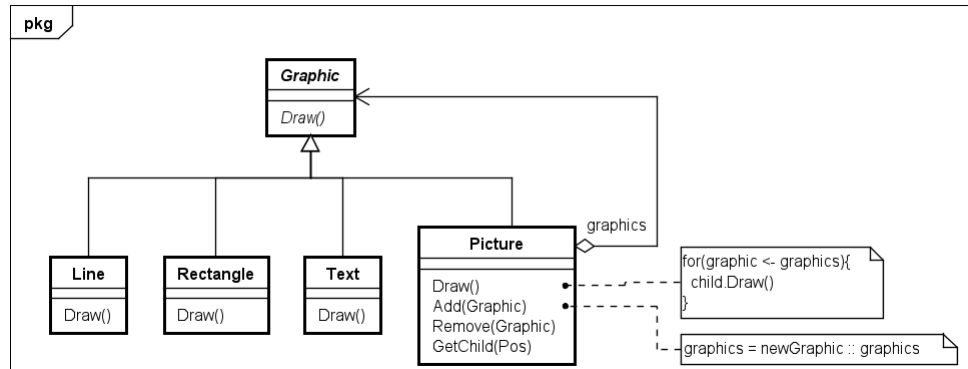 pkg
Graphic
Draw()
graphics
Line
Draw()
Rectangle
Draw()
Text
Draw()
Picture
Draw()
Add(Graphic)
Remove(Graphic)
GetChild(Pos)
for(graphic <- graphics){
child.Draw()
}
graphics = newGraphic :: graphics